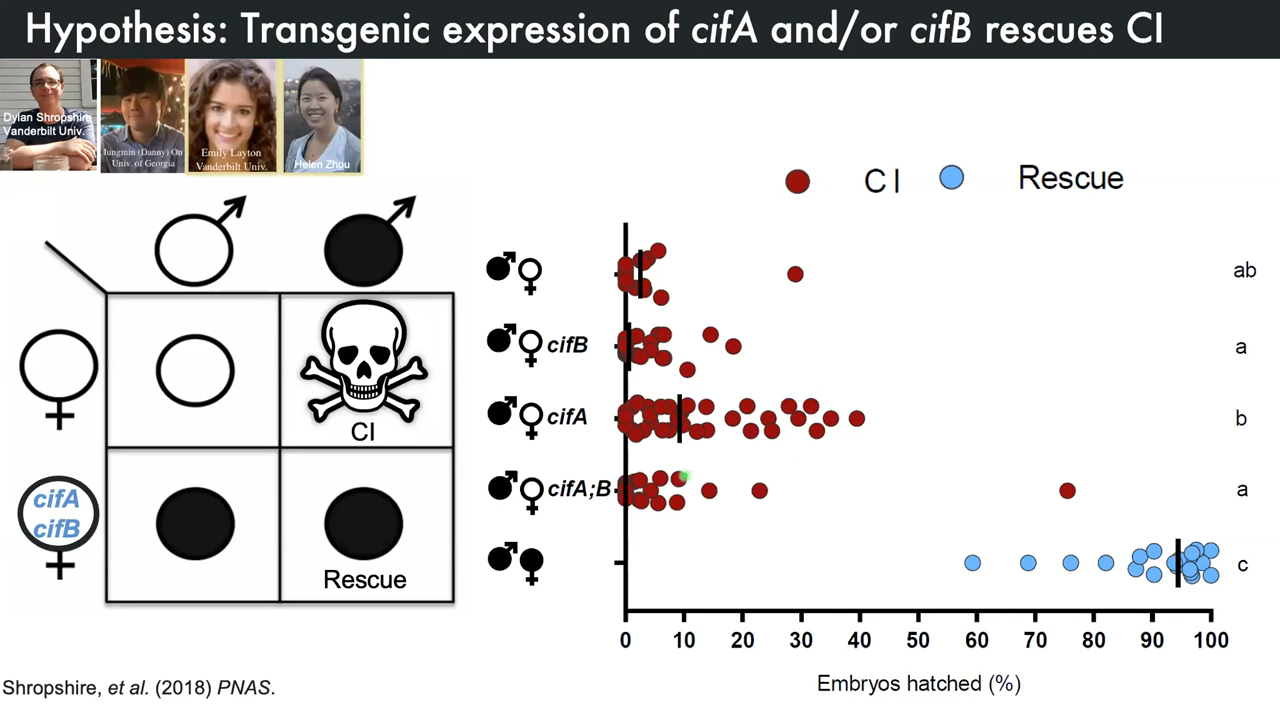 Hypothesis: Transgenic expression of cifA and/or cifB rescues CI
Dylan Shropshire
Vanderbilt Univ.
Jungmin (Danny) On
Univ. of Georgia
Emily Layton
Vanderbilt Univ.
Helen Zhou
CI
cifA
cifB
Rescue
CI Rescue
ab
cifB a
cifA b
cifA;B a
c
0 10 20 30 40 50 60 70 80 90 100
Embryos hatched (%)
Shropshire, et al. (2018) PNAS.